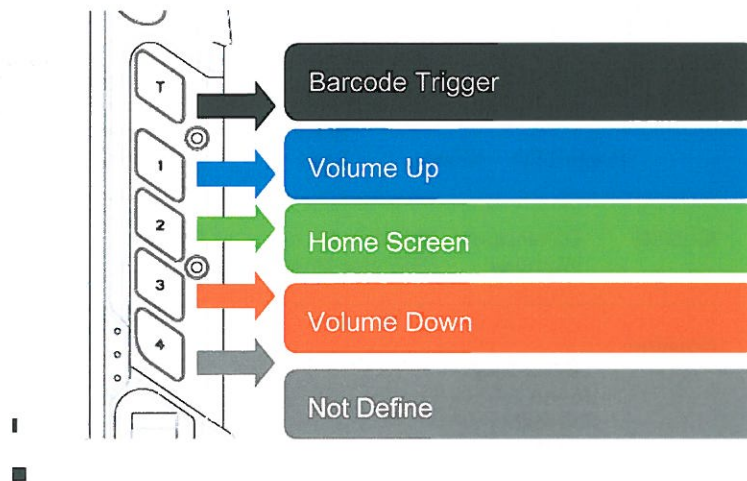 T
Barcode Trigger
1
Volume Up
2
Home Screen
3
Volume Down
4
Not Define